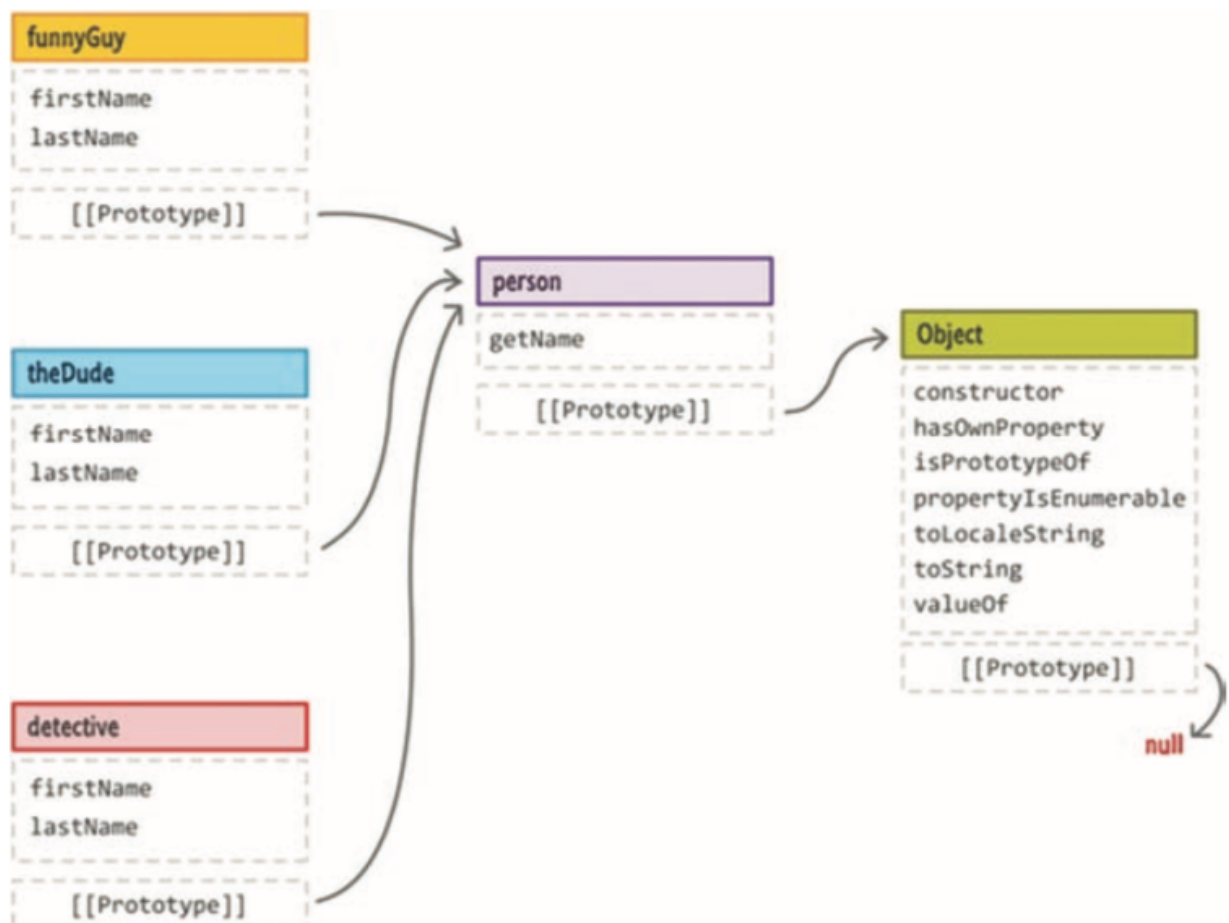 funnyGuy
firstName
lastName
[[Prototype]]
theDude
firstName
lastName
[[Prototype]]
detective
firstName
lastName
[[Prototype]]
person
getName
[[Prototype]]
Object
constructor
hasOwnProperty
isPrototypeOf
propertyIsEnumerable
toLocaleString
toString
valueOf
[[Prototype]]
null